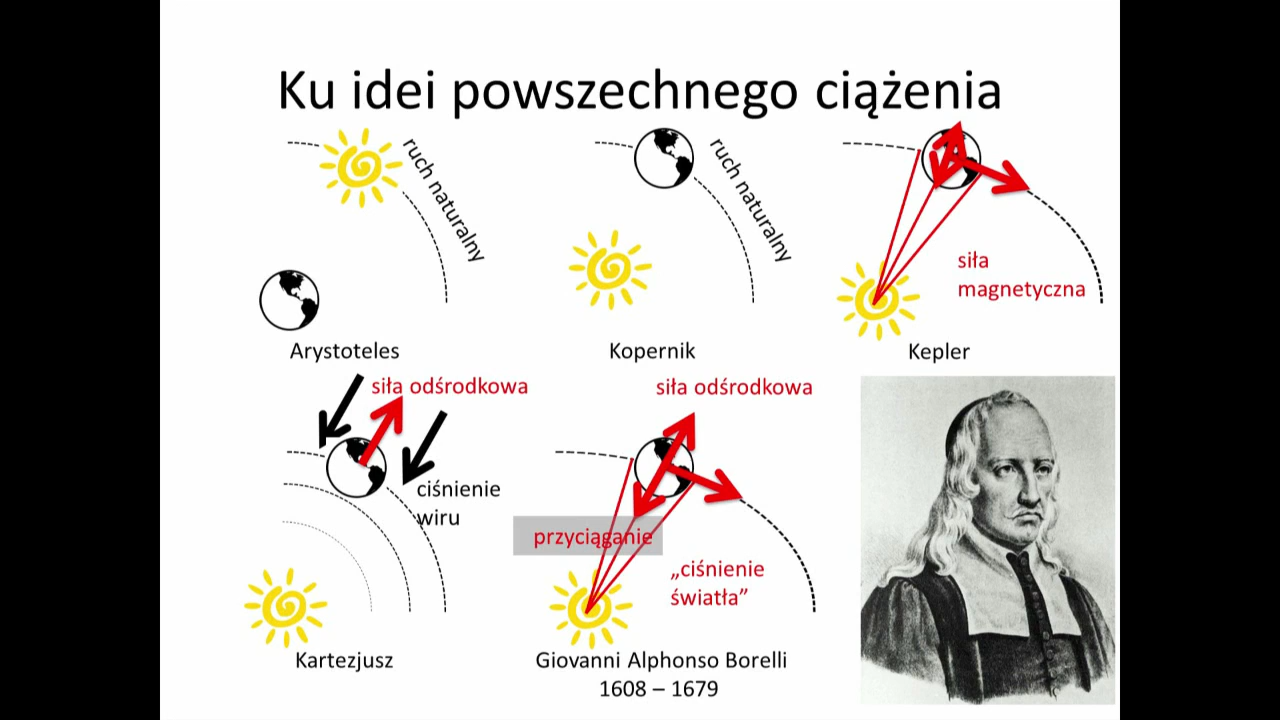 Ku idei powszechnego ciążenia
ruch naturalny
ruch naturalny
siła
magnetyczna
Arystoteles
Kopernik
Kepler
siła odśrodkowa
siła odśrodkowa
ciśnienie
wiru
przyciąganie
„ciśnienie
światła”
Kartezjusz
Giovanni Alphonso Borelli
1608 – 1679